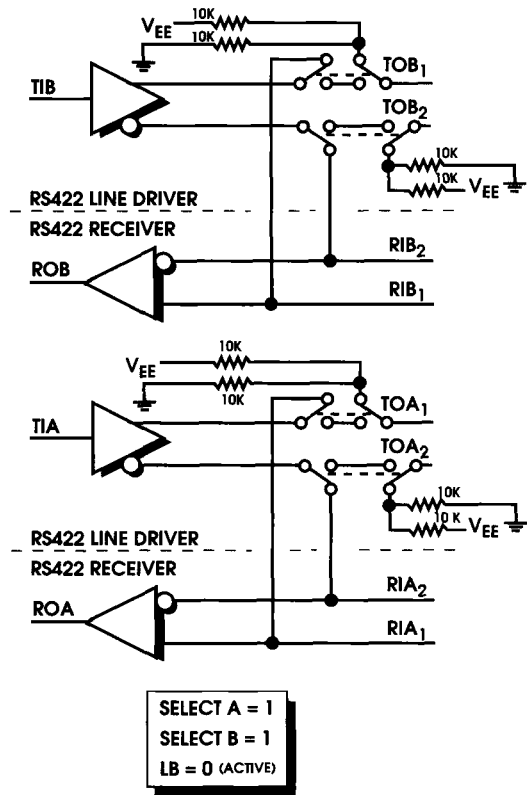 10K
VEE
10K
TOB1
TIB
TOB2
10K
10K
VEE
RS422 LINE DRIVER
RS422 RECEIVER
RIB2
ROB
RIB1
10K
VEE
10K
TOA1
TIA
TOA2
10K
10 K
VEE
RS422 LINE DRIVER
RS422 RECEIVER
RIA2
ROA
RIA1
SELECT A = 1
SELECT B = 1
LB = 0 (ACTIVE)